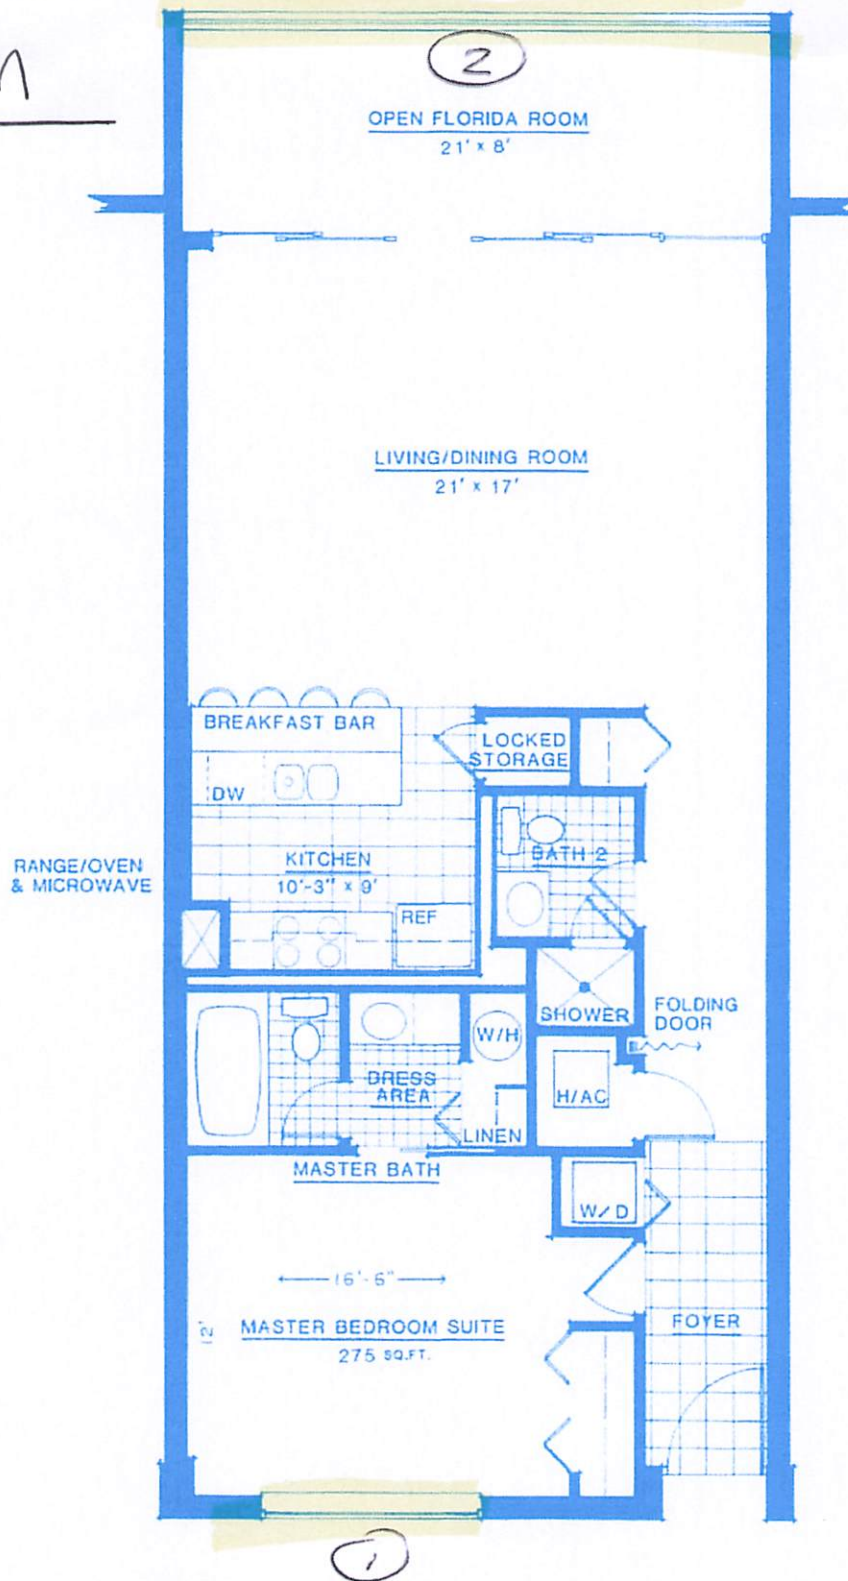 2
OPEN FLORIDA ROOM
21' x 8'
LIVING/DINING ROOM
21' x 17'
BREAKFAST BAR
LOCKED
STORAGE
DW
RANGE/OVEN
& MICROWAVE
KITCHEN
10'-3" x 9'
BATH 2
REF
SHOWER
FOLDING
DOOR
W/H
DRESS
AREA
H/AC
LINEN
MASTER BATH
W/D
16'-6"
12'
MASTER BEDROOM SUITE
275 SQ.FT.
FOYER
1